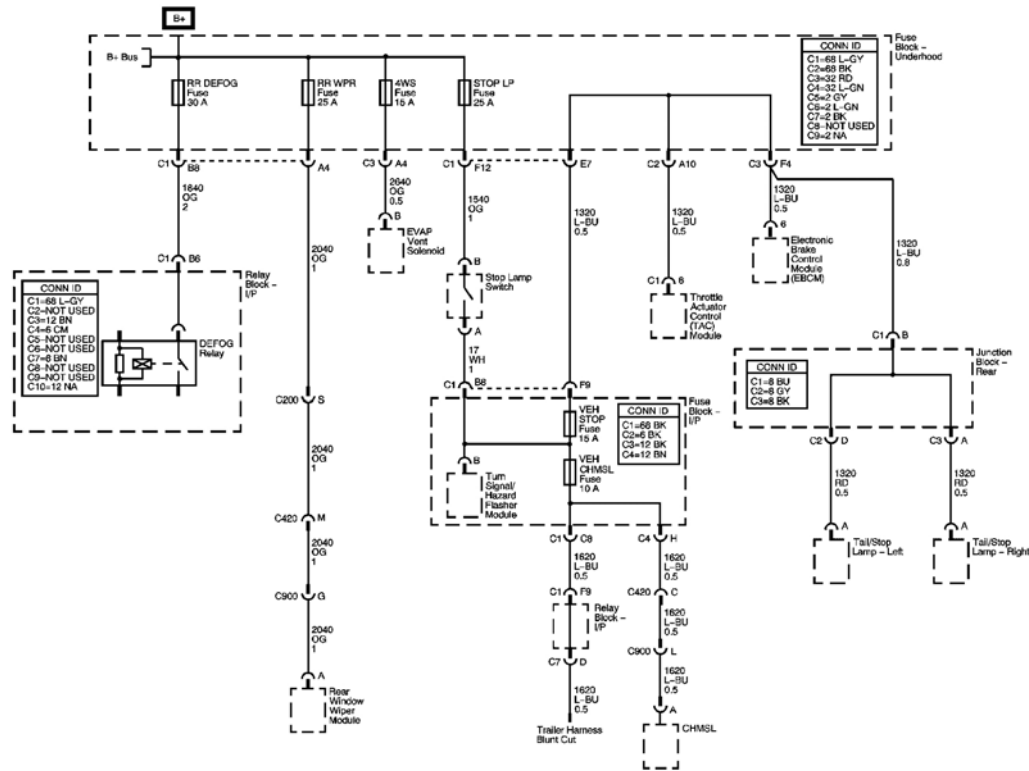 B+
B+ Bus
Fuse
Block –
Underhood
CONN ID
C1=68 L-GY
C2=68 BK
C3=32 RD
C4=32 L-GN
C5=2 GY
C6=2 L-GN
C7=2 BK
C8-NOT USED
C9=2 NA
RR DEFOG
Fuse
30 A
RR WPR
Fuse
25 A
4WS
Fuse
15 A
STOP LP
Fuse
25 A
C1
B8
A4
C3
A4
C1
F12
E7
C2
A10
C3
F4
1640
OG
2
2640
OG
0.5
1540
OG
1
1320
L-BU
0.5
1320
L-BU
0.5
1320
L-BU
0.5
B
EVAP
Vent
Solenoid
6
Electronic
Brake
Control
Module
(EBCM)
2040
OG
1
1320
L-BU
0.8
C1
B6
Relay
Block –
I/P
CONN ID
C1=68 L-GY
C2-NOT USED
C3=12 BN
C4=6 CM
C5-NOT USED
C6-NOT USED
C7=8 BN
C8-NOT USED
C9-NOT USED
C10=12 NA
DEFOG
Relay
B
Stop Lamp
Switch
A
C1
6
Throttle
Actuator
Control
(TAC)
Module
17
WH
1
C1
B
Junction
Block –
Rear
CONN ID
C1=8 BU
C2=8 GY
C3=8 BK
C1
B8
F9
C200
S
VEH
STOP
Fuse
15 A
CONN ID
C1=68 BK
C2=6 BK
C3=12 BK
C4=12 BN
Fuse
Block –
I/P
C2
D
C3
A
2040
OG
1
B
Turn
Signal/
Hazard
Flasher
Module
VEH
CHMSL
Fuse
10 A
1320
RD
0.5
1320
RD
0.5
C420
M
A
Tail/Stop
Lamp – Left
A
Tail/Stop
Lamp – Right
2040
OG
1
C1
C8
C4
H
1620
L-BU
0.5
1620
L-BU
0.5
C900
G
C1
F9
C420
C
Relay
Block –
I/P
1620
L-BU
0.5
2040
OG
1
C7
D
C900
L
1620
L-BU
0.5
1620
L-BU
0.5
A
Rear
Window
Wiper
Module
Trailer Harness
Blunt Cut
A
CHMSL